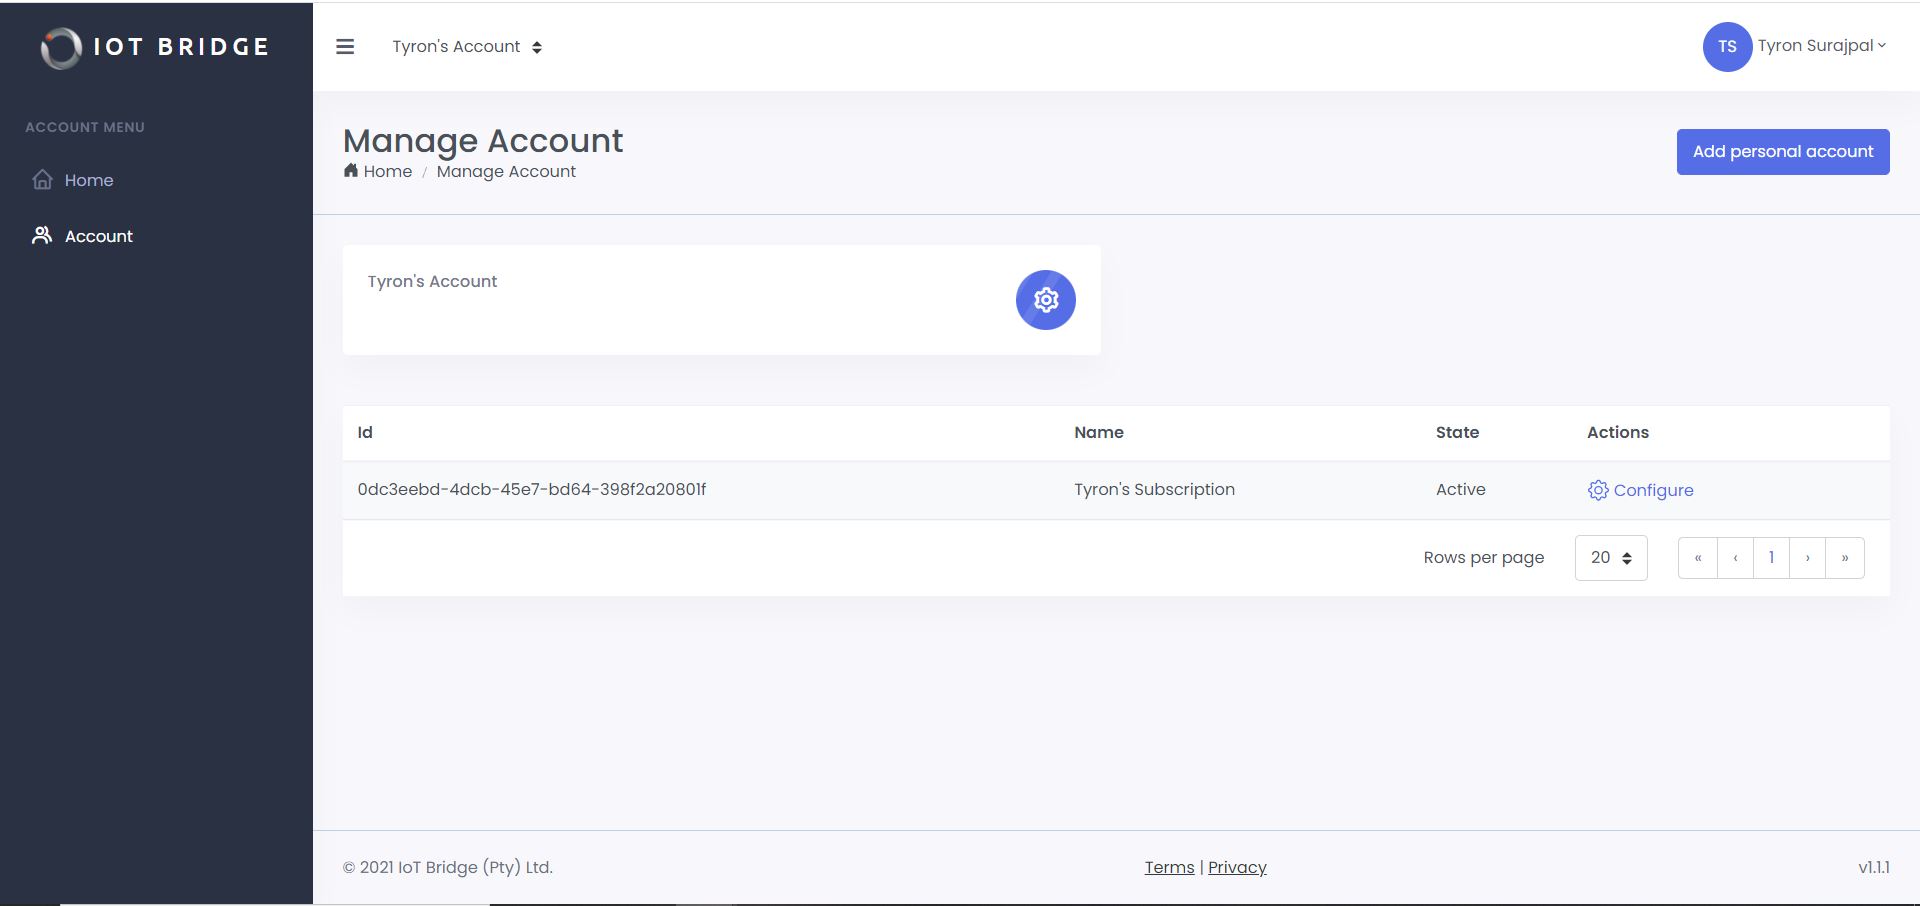 IOT BRIDGE
Tyron's Account
TS
Tyron Surajpal
ACCOUNT MENU
Home
Account
Manage Account
Home / Manage Account
Add personal account
Tyron's Account
Id Name State Actions
0dc3eebd-4dcb-45e7-bd64-398f2a20801f Tyron's Subscription Active Configure
Rows per page 20 « ‹ 1 › »
© 2021 IoT Bridge (Pty) Ltd.
Terms | Privacy
v1.1.1